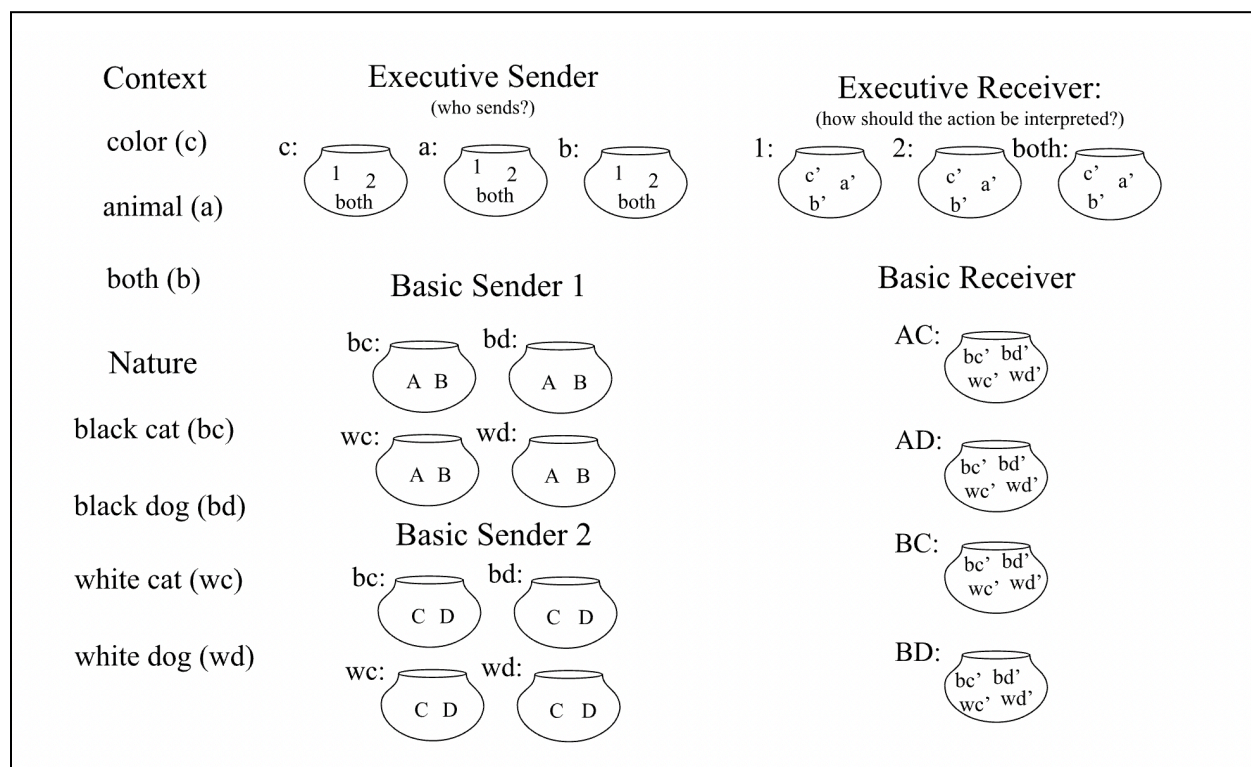 Context
color (c)
animal (a)
both (b)
Nature
black cat (bc)
black dog (bd)
white cat (wc)
white dog (wd)
Executive Sender
(who sends?)
c:
1 2
both
a:
1 2
both
b:
1 2
both
Basic Sender 1
bc:
A B
bd:
A B
wc:
A B
wd:
A B
Basic Sender 2
bc:
C D
bd:
C D
wc:
C D
wd:
C D
Executive Receiver:
(how should the action be interpreted?)
1:
c’ a’
b’
2:
c’ a’
b’
both:
c’ a’
b’
Basic Receiver
AC:
bc’ bd’
wc’ wd’
AD:
bc’ bd’
wc’ wd’
BC:
bc’ bd’
wc’ wd’
BD:
bc’ bd’
wc’ wd’